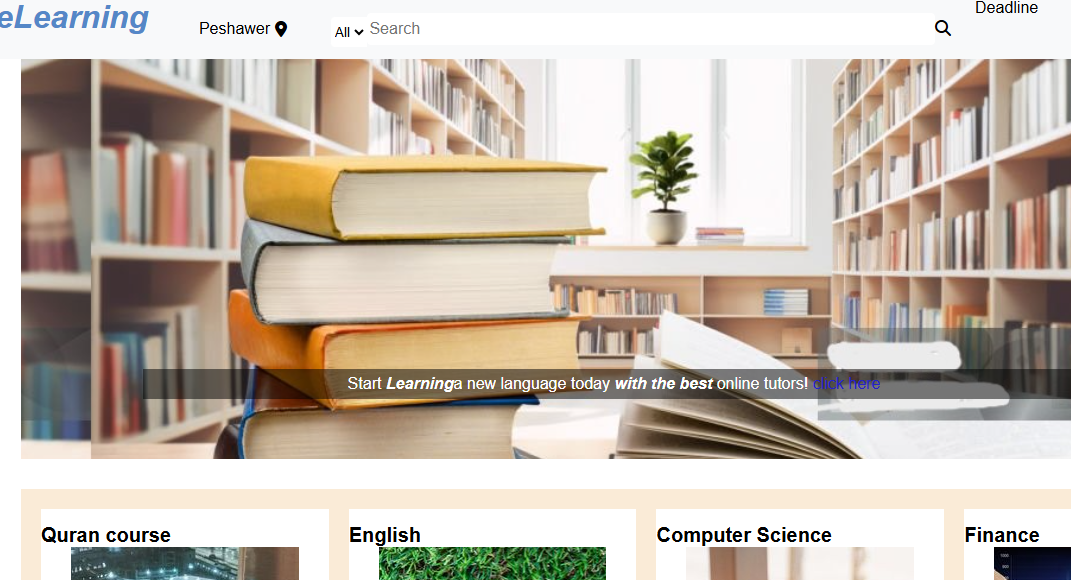 eLearning
Peshawer
All
Search
Deadline
Start Learninga new language today with the best online tutors! click here
Quran course
English
Computer Science
Finance